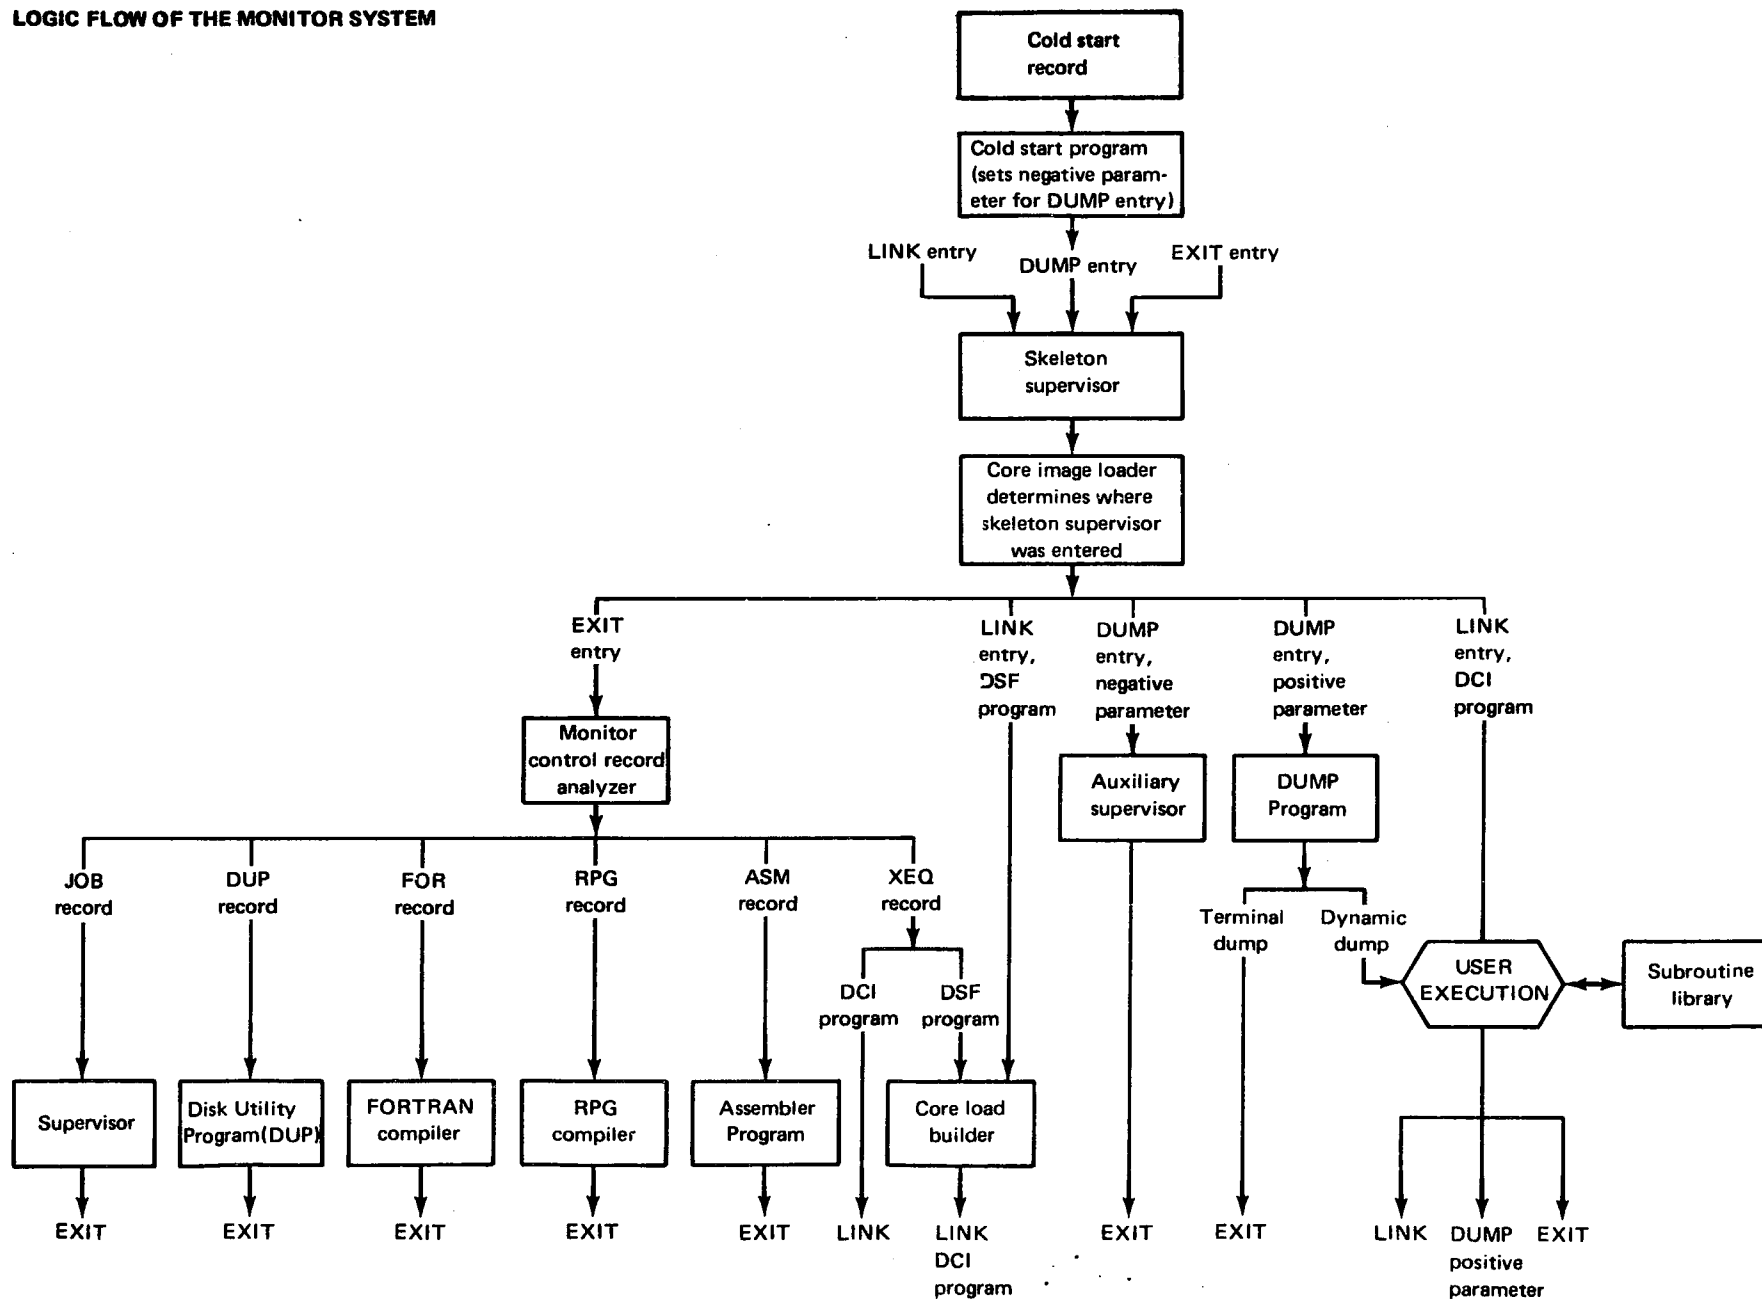 LOGIC FLOW OF THE MONITOR SYSTEM
Cold start
record
Cold start program
(sets negative param-
eter for DUMP entry)
LINK entry
DUMP entry
EXIT entry
Skeleton
supervisor
Core image loader
determines where
skeleton supervisor
was entered
EXIT
entry
LINK
entry,
DSF
program
DUMP
entry,
negative
parameter
DUMP
entry,
positive
parameter
LINK
entry,
DCI
program
Monitor
control record
analyzer
Auxiliary
supervisor
DUMP
Program
JOB
record
DUP
record
FOR
record
RPG
record
ASM
record
XEQ
record
Terminal
dump
Dynamic
dump
DCI
program
DSF
program
USER
EXECUTION
Subroutine
library
Supervisor
Disk Utility
Program(DUP)
FORTRAN
compiler
RPG
compiler
Assembler
Program
Core load
builder
EXIT
EXIT
EXIT
EXIT
EXIT
LINK
LINK
DCI
program
EXIT
EXIT
LINK
DUMP
positive
parameter
EXIT